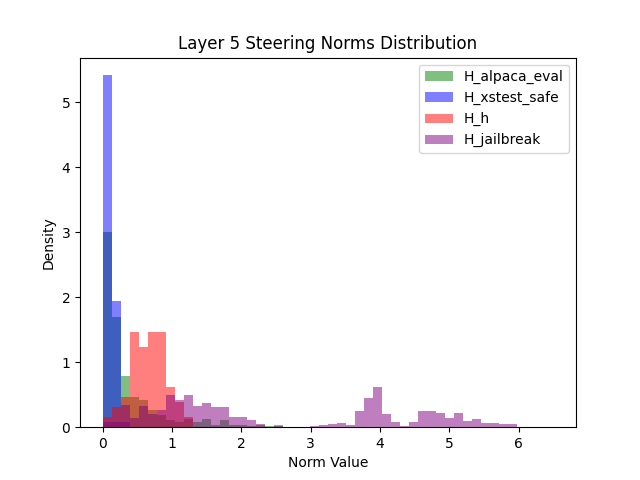 Layer 5 Steering Norms Distribution
H_alpaca_eval
H_xstest_safe
H_h
H_jailbreak
Density
5
4
3
2
1
0
0 1 2 3 4 5 6
Norm Value